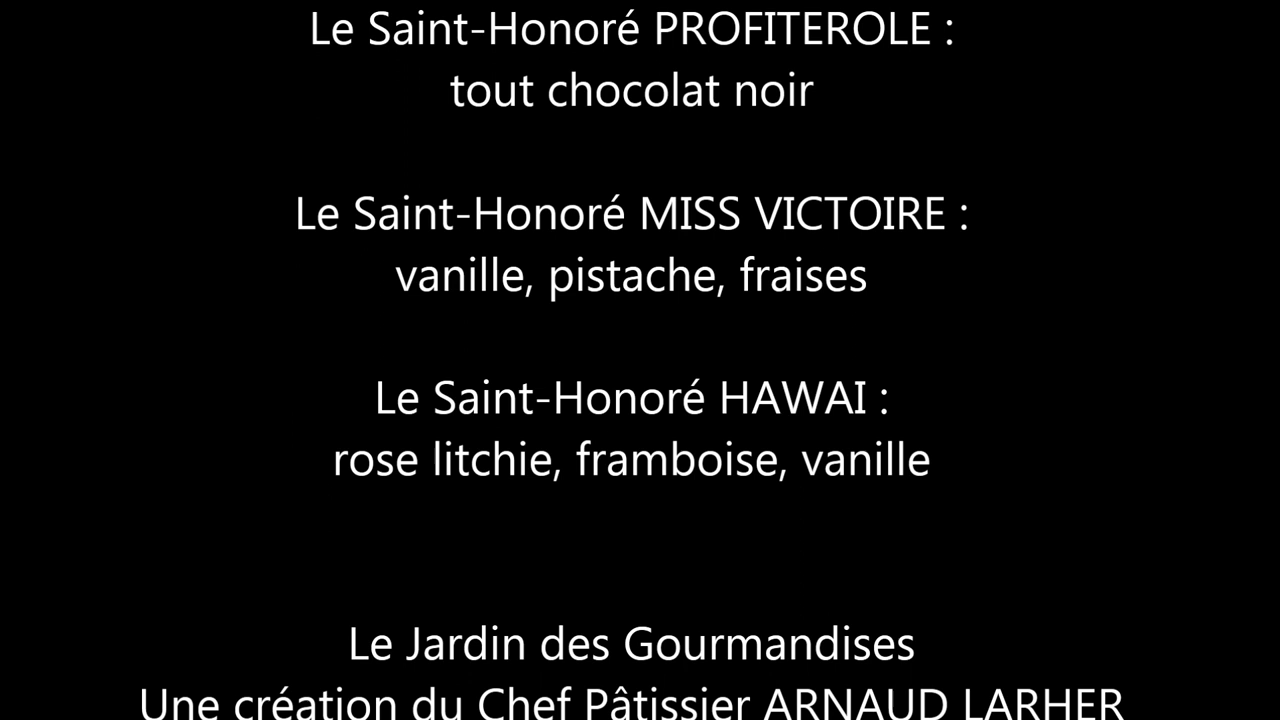 Le Saint-Honoré PROFITEROLE :
tout chocolat noir
Le Saint-Honoré MISS VICTOIRE :
vanille, pistache, fraises
Le Saint-Honoré HAWAI :
rose litchie, framboise, vanille
Le Jardin des Gourmandises
Une création du Chef Pâtissier ARNAUD LARHER